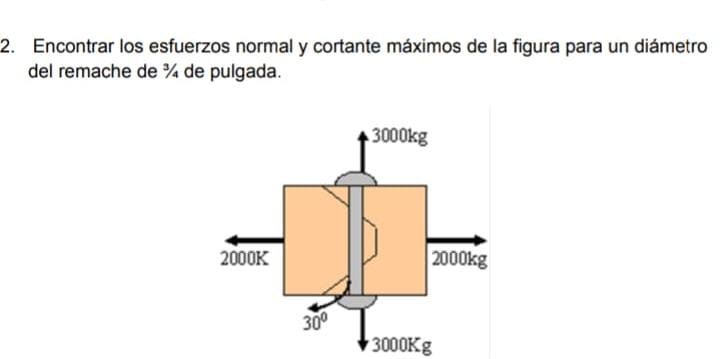 2. Encontrar los esfuerzos normal y cortante máximos de la figura para un diámetro
del remache de ¾ de pulgada.
3000kg
2000K
2000kg
30⁰
3000Kg